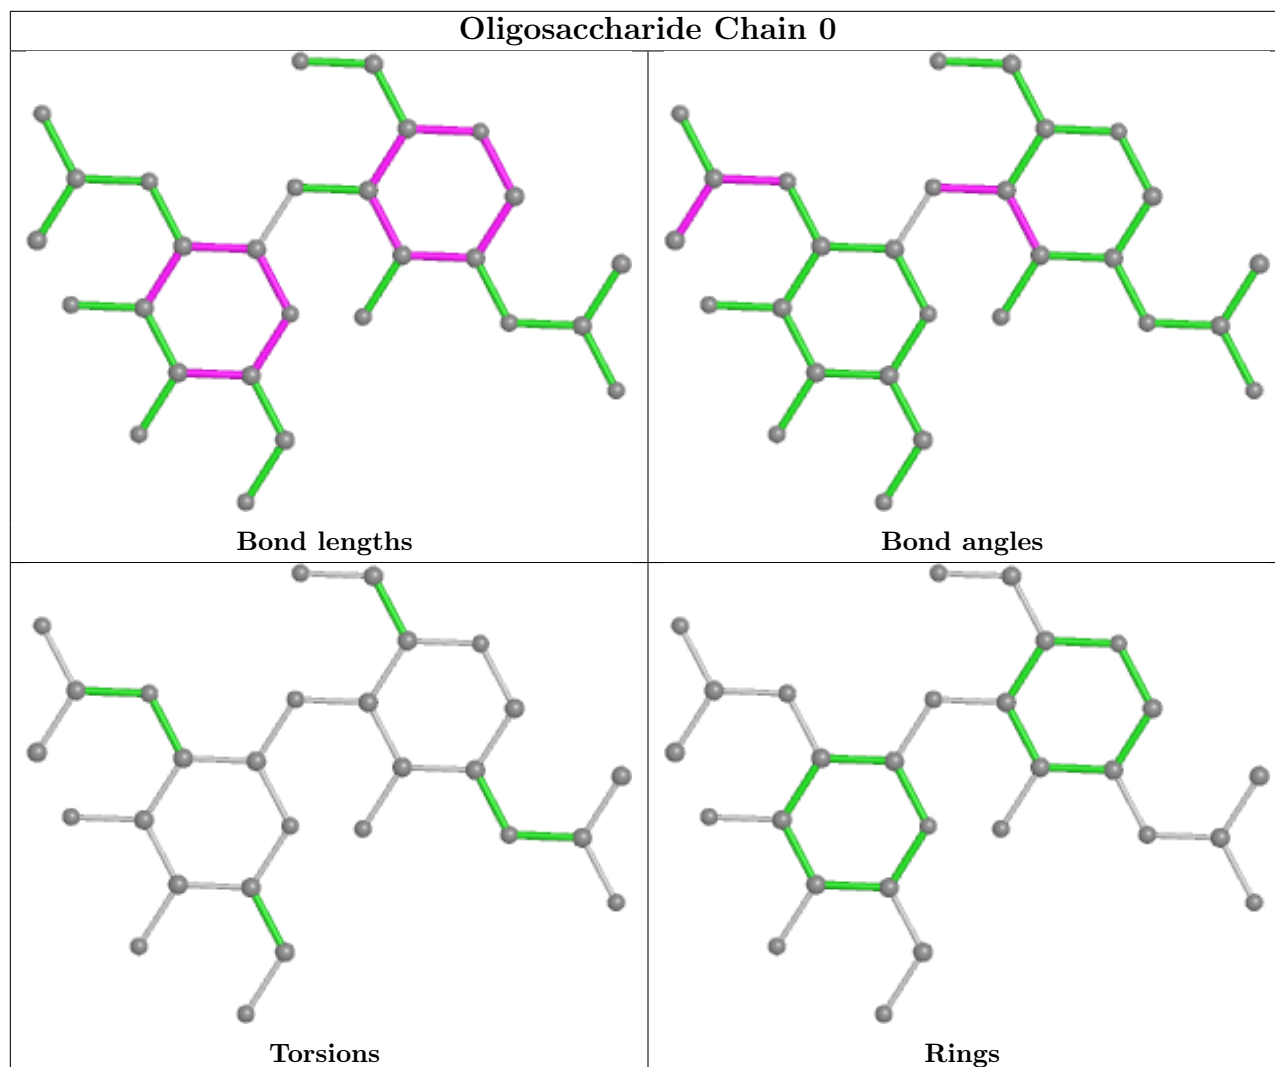 Oligosaccharide Chain 0
Bond lengths
Bond angles
Torsions
Rings